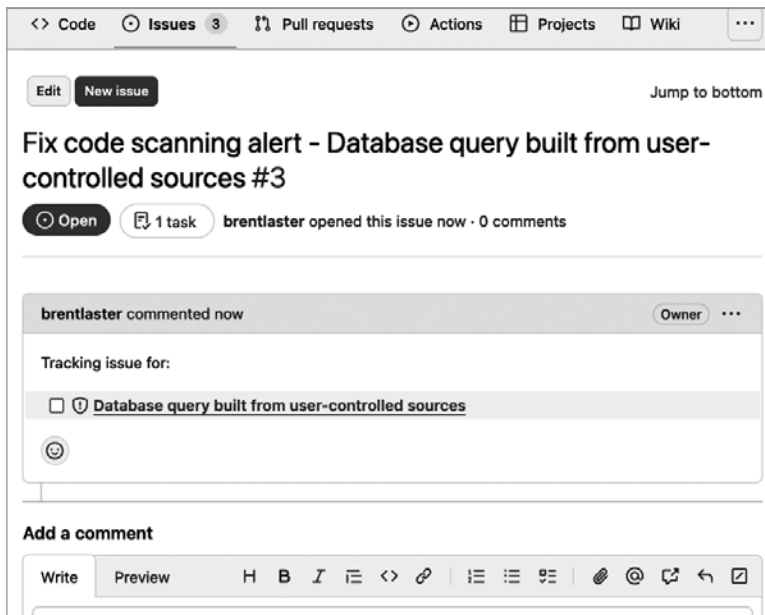 <> Code Issues 3 Pull requests Actions Projects Wiki ...
Edit New issue Jump to bottom
Fix code scanning alert - Database query built from user-
controlled sources #3
Open 1 task brentlaster opened this issue now · 0 comments
brentlaster commented now Owner ...
Tracking issue for:
Database query built from user-controlled sources
Add a comment
Write Preview H B I <> @